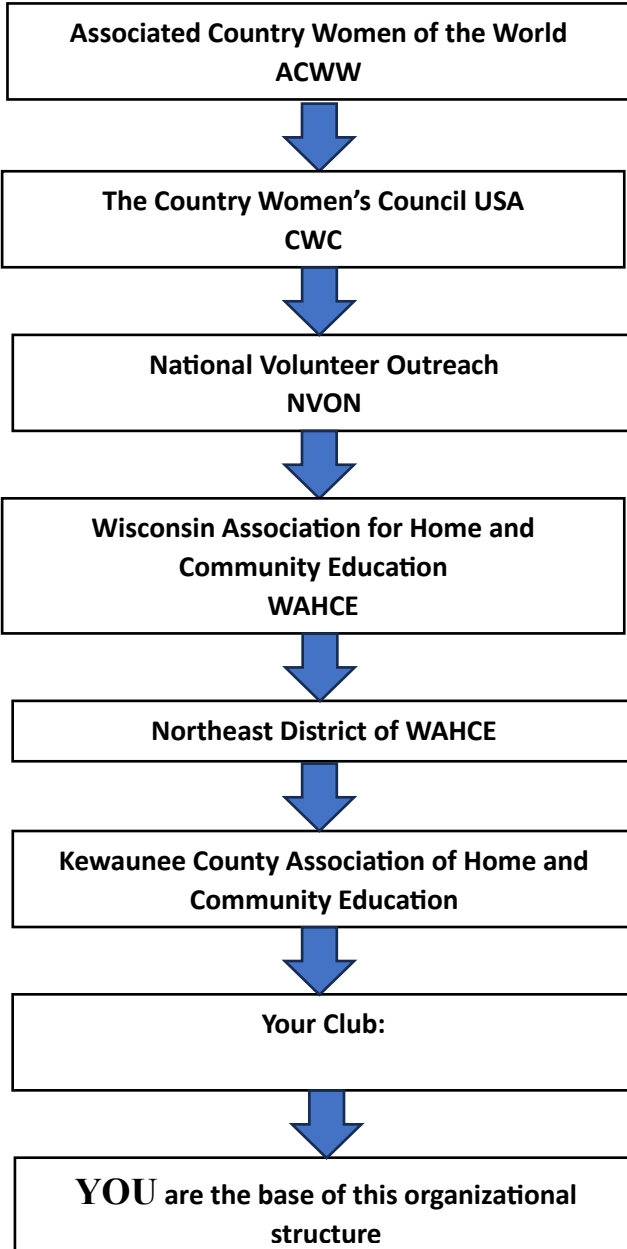 Associated Country Women of the World
ACWW
The Country Women’s Council USA
CWC
National Volunteer Outreach
NVON
Wisconsin Association for Home and
Community Education
WAHCE
Northeast District of WAHCE
Kewaunee County Association of Home and
Community Education
Your Club:
YOU are the base of this organizational
structure